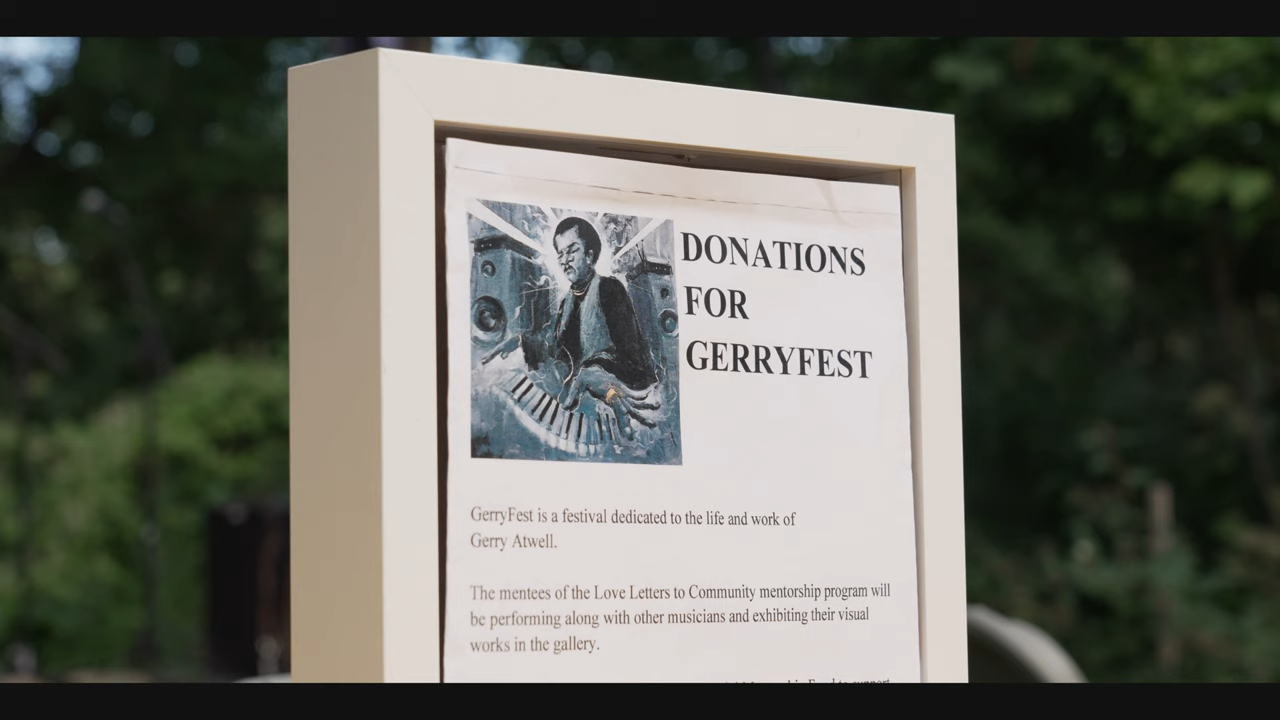 DONATIONS
FOR
GERRYFEST
GerryFest is a festival dedicated to the life and work of
Gerry Atwell.
The mentees of the Love Letters to Community mentorship program will
be performing along with other musicians and exhibiting their visual
works in the gallery.
to support